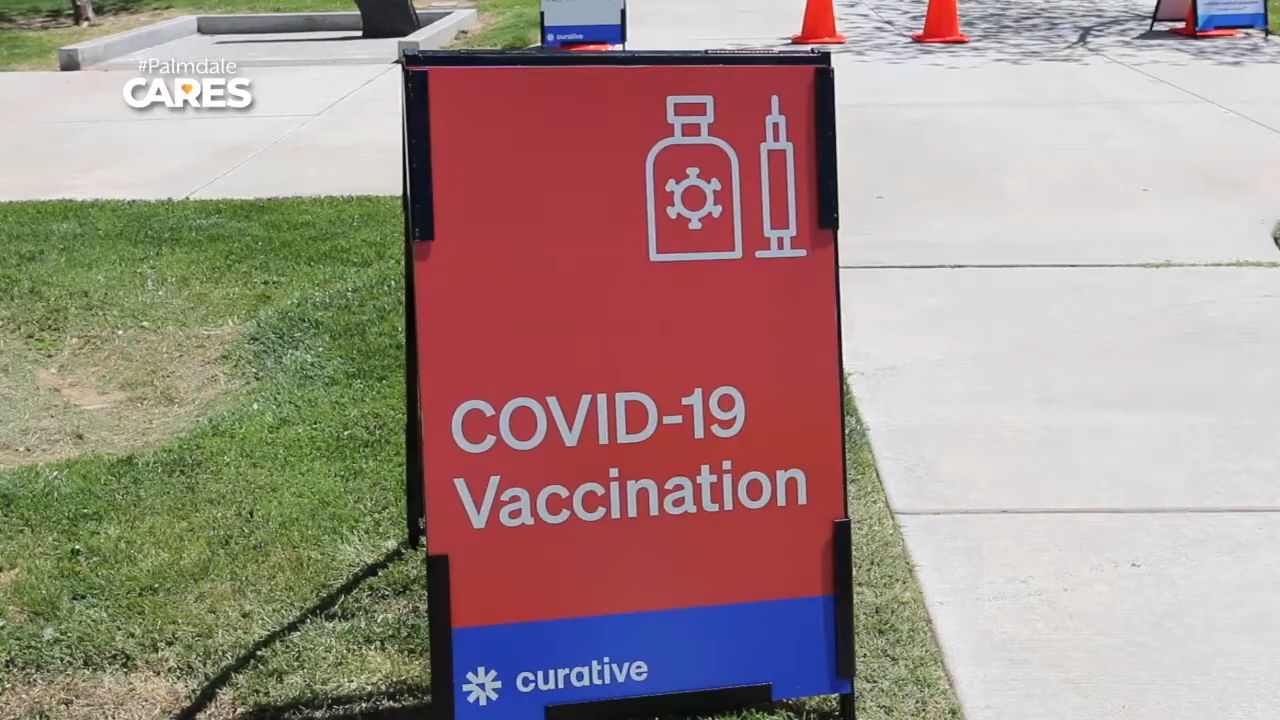 curative
#Palmdale
CARES
COVID-19
Vaccination
curative